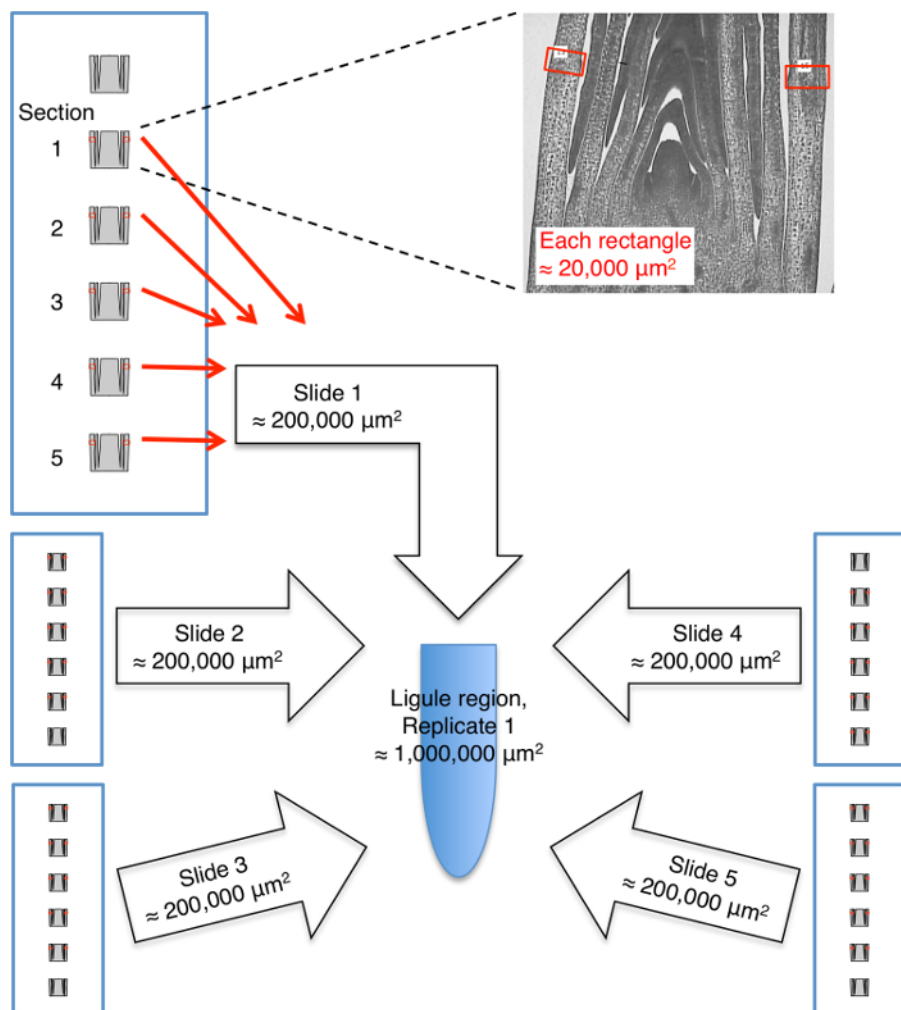 Section
1
2
3
4
5
Each rectangle
≈ 20,000 µm²
Slide 1
≈ 200,000 µm²
Slide 2
≈ 200,000 µm²
Slide 4
≈ 200,000 µm²
Ligule region,
Replicate 1
≈ 1,000,000 µm²
Slide 3
≈ 200,000 µm²
Slide 5
≈ 200,000 µm²